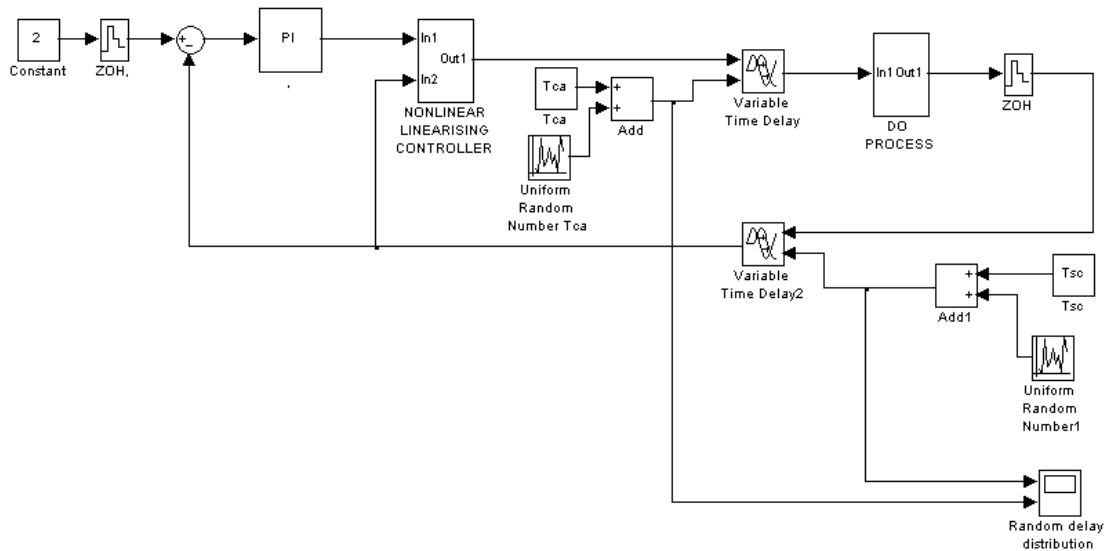 2
Constant
ZOH,
+
−
PI
.
In1
In2
Out1
NONLINEAR
LINEARISING
CONTROLLER
Tca
Tca
Uniform
Random
Number Tca
+
+
Add
Variable
Time Delay
In1 Out1
DO
PROCESS
ZOH
Variable
Time Delay2
+
+
Add1
Tsc
Tsc
Uniform
Random
Number1
Random delay
distribution